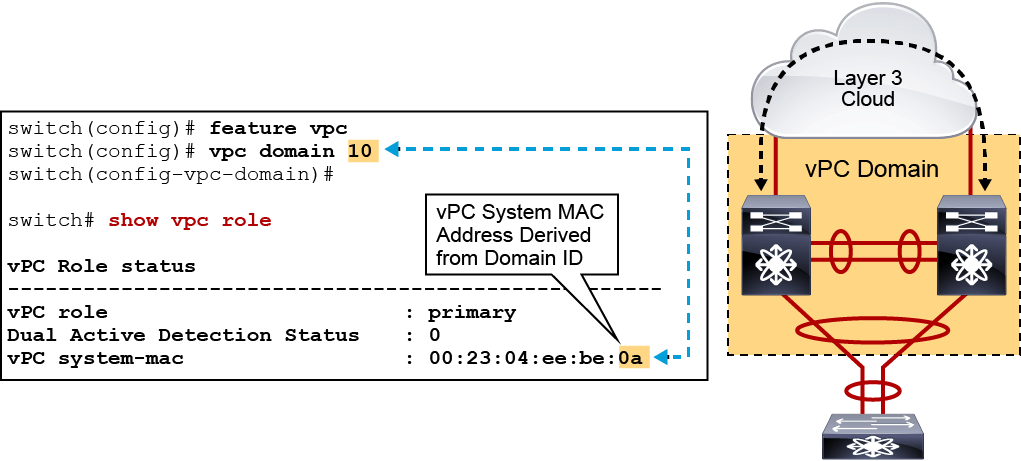 switch(config)# feature vpc
switch(config)# vpc domain 10
switch(config-vpc-domain)#
switch# show vpc role
vPC Role status
----------------------------------------------------------------
vPC role : primary
Dual Active Detection Status : 0
vPC system-mac : 00:23:04:ee:be:0a
vPC System MAC
Address Derived
from Domain ID
Layer 3
Cloud
vPC Domain